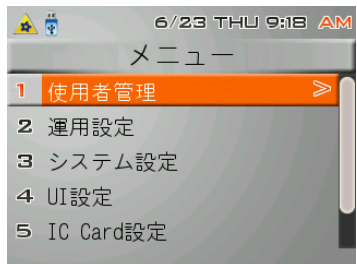 6/23 THU 9:18 AM
メニュー
1 使用者管理
2 運用設定
3 システム設定
4 UI設定
5 IC Card設定